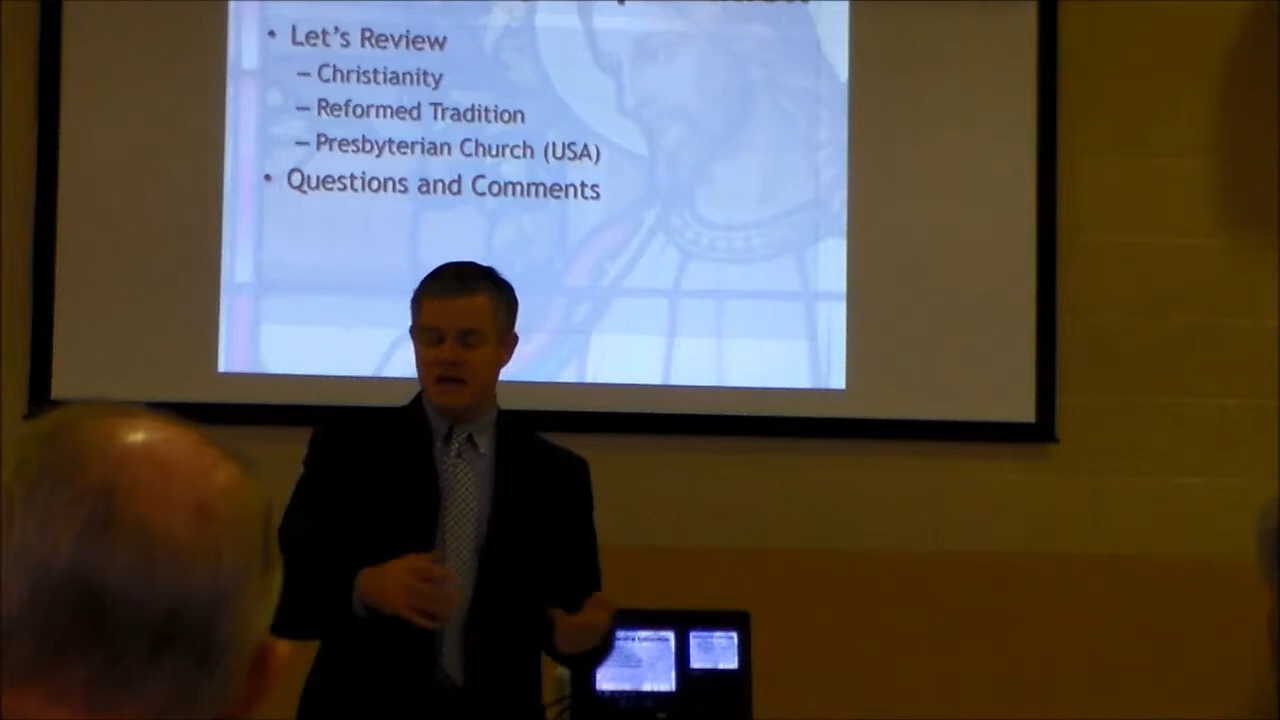 • Let's Review
– Christianity
– Reformed Tradition
– Presbyterian Church (USA)
• Questions and Comments